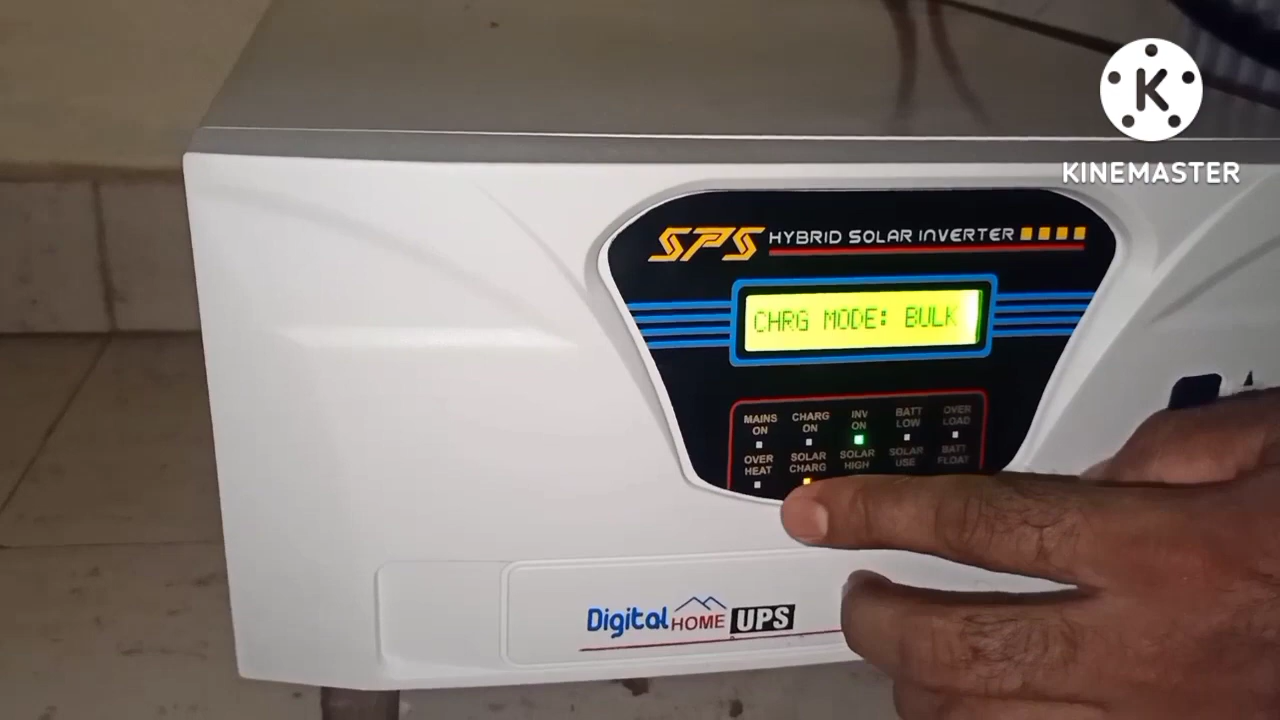 K
KINEMASTER
SPS HYBRID SOLAR INVERTER
CHRG MODE: BULK
MAINS ON
CHARG ON
INV ON
BATT LOW
OVER LOAD
OVER HEAT
SOLAR CHARG
SOLAR HIGH
SOLAR USE
BATT FLOAT
Digital HOME UPS